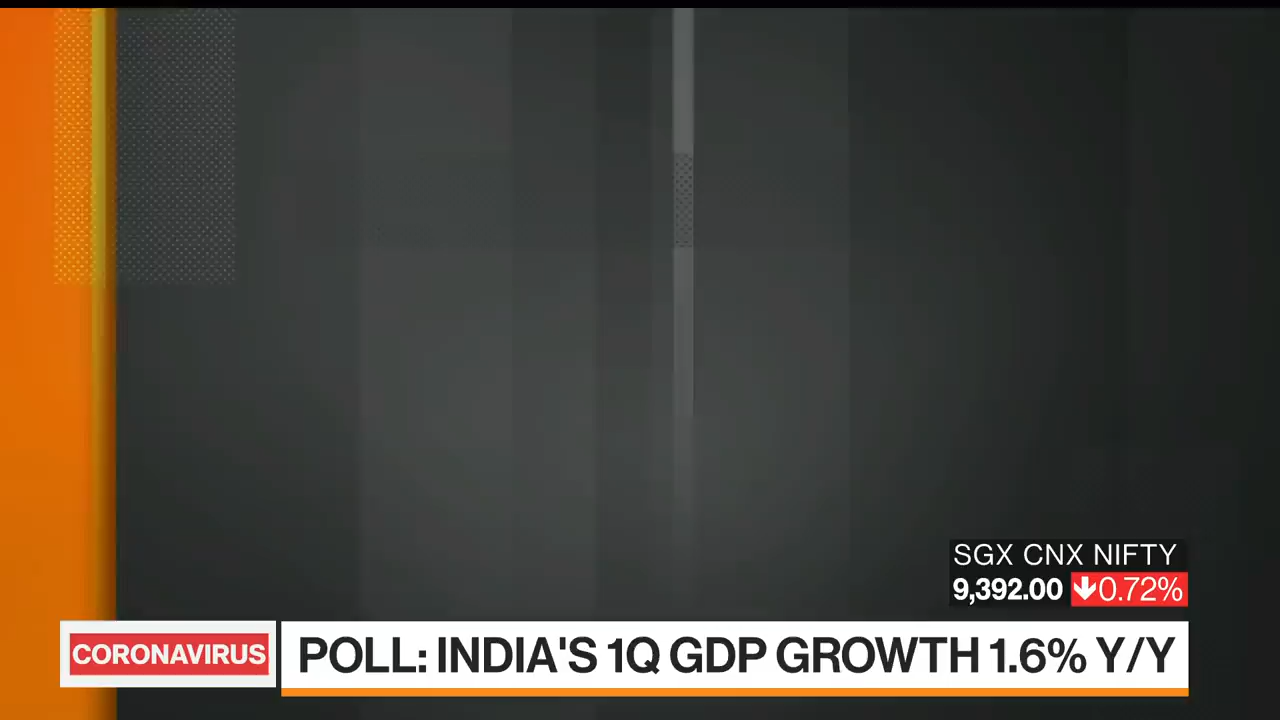 SGX CNX NIFTY
9,392.00 ↓0.72%
CORONAVIRUS
POLL: INDIA'S 1Q GDP GROWTH 1.6% Y/Y